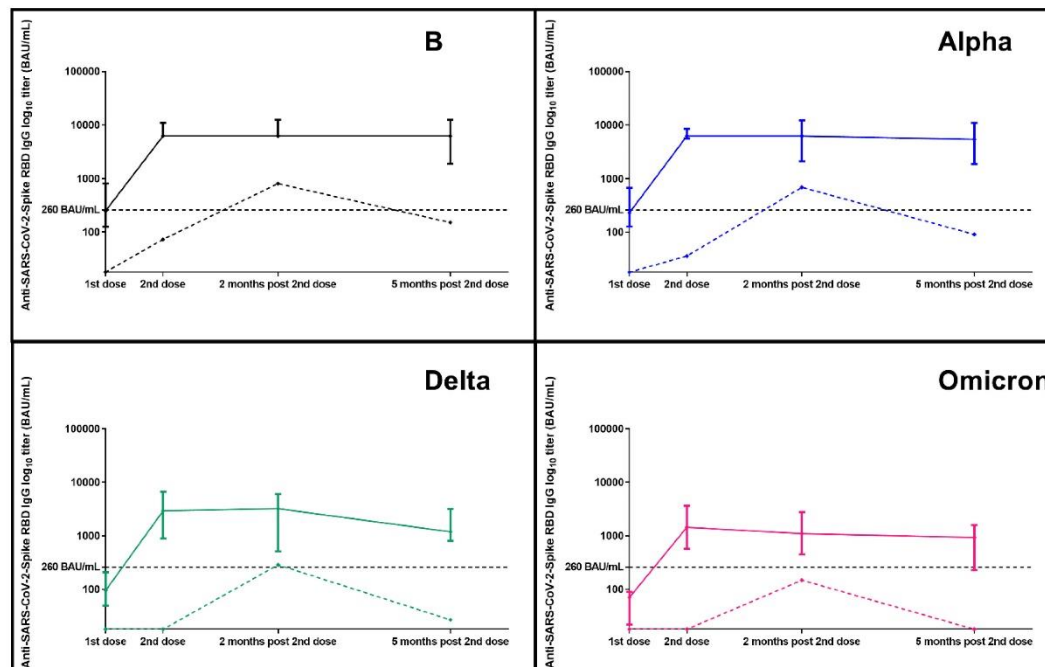 B
Anti-SARS-CoV-2-Spike RBD IgG log10 titer (BAU/mL)
100000
10000
1000
260 BAU/mL
100
1st dose 2nd dose 2 months post 2nd dose 5 months post 2nd dose
Alpha
Anti-SARS-CoV-2-Spike RBD IgG log10 titer (BAU/mL)
100000
10000
1000
260 BAU/mL
100
1st dose 2nd dose 2 months post 2nd dose 5 months post 2nd dose
Delta
Anti-SARS-CoV-2-Spike RBD IgG log10 titer (BAU/mL)
100000
10000
1000
260 BAU/mL
100
1st dose 2nd dose 2 months post 2nd dose 5 months post 2nd dose
Omicron
Anti-SARS-CoV-2-Spike RBD IgG log10 titer (BAU/mL)
100000
10000
1000
260 BAU/mL
100
1st dose 2nd dose 2 months post 2nd dose 5 months post 2nd dose